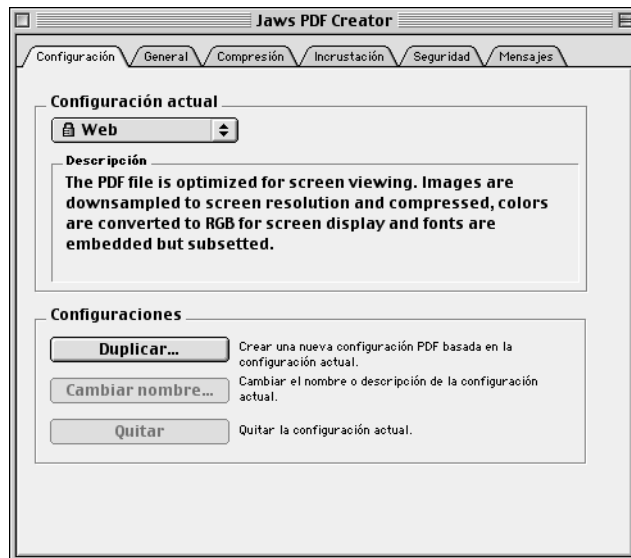 Jaws PDF Creator
Configuración General Compresión Incrustación Seguridad Mensajes
Configuración actual
Web
Descripción
The PDF file is optimized for screen viewing. Images are
downsampled to screen resolution and compressed, colors
are converted to RGB for screen display and fonts are
embedded but subsetted.
Configuraciones
Duplicar...
Crear una nueva configuración PDF basada en la
configuración actual.
Cambiar nombre...
Cambiar el nombre o descripción de la configuración
actual.
Quitar
Quitar la configuración actual.